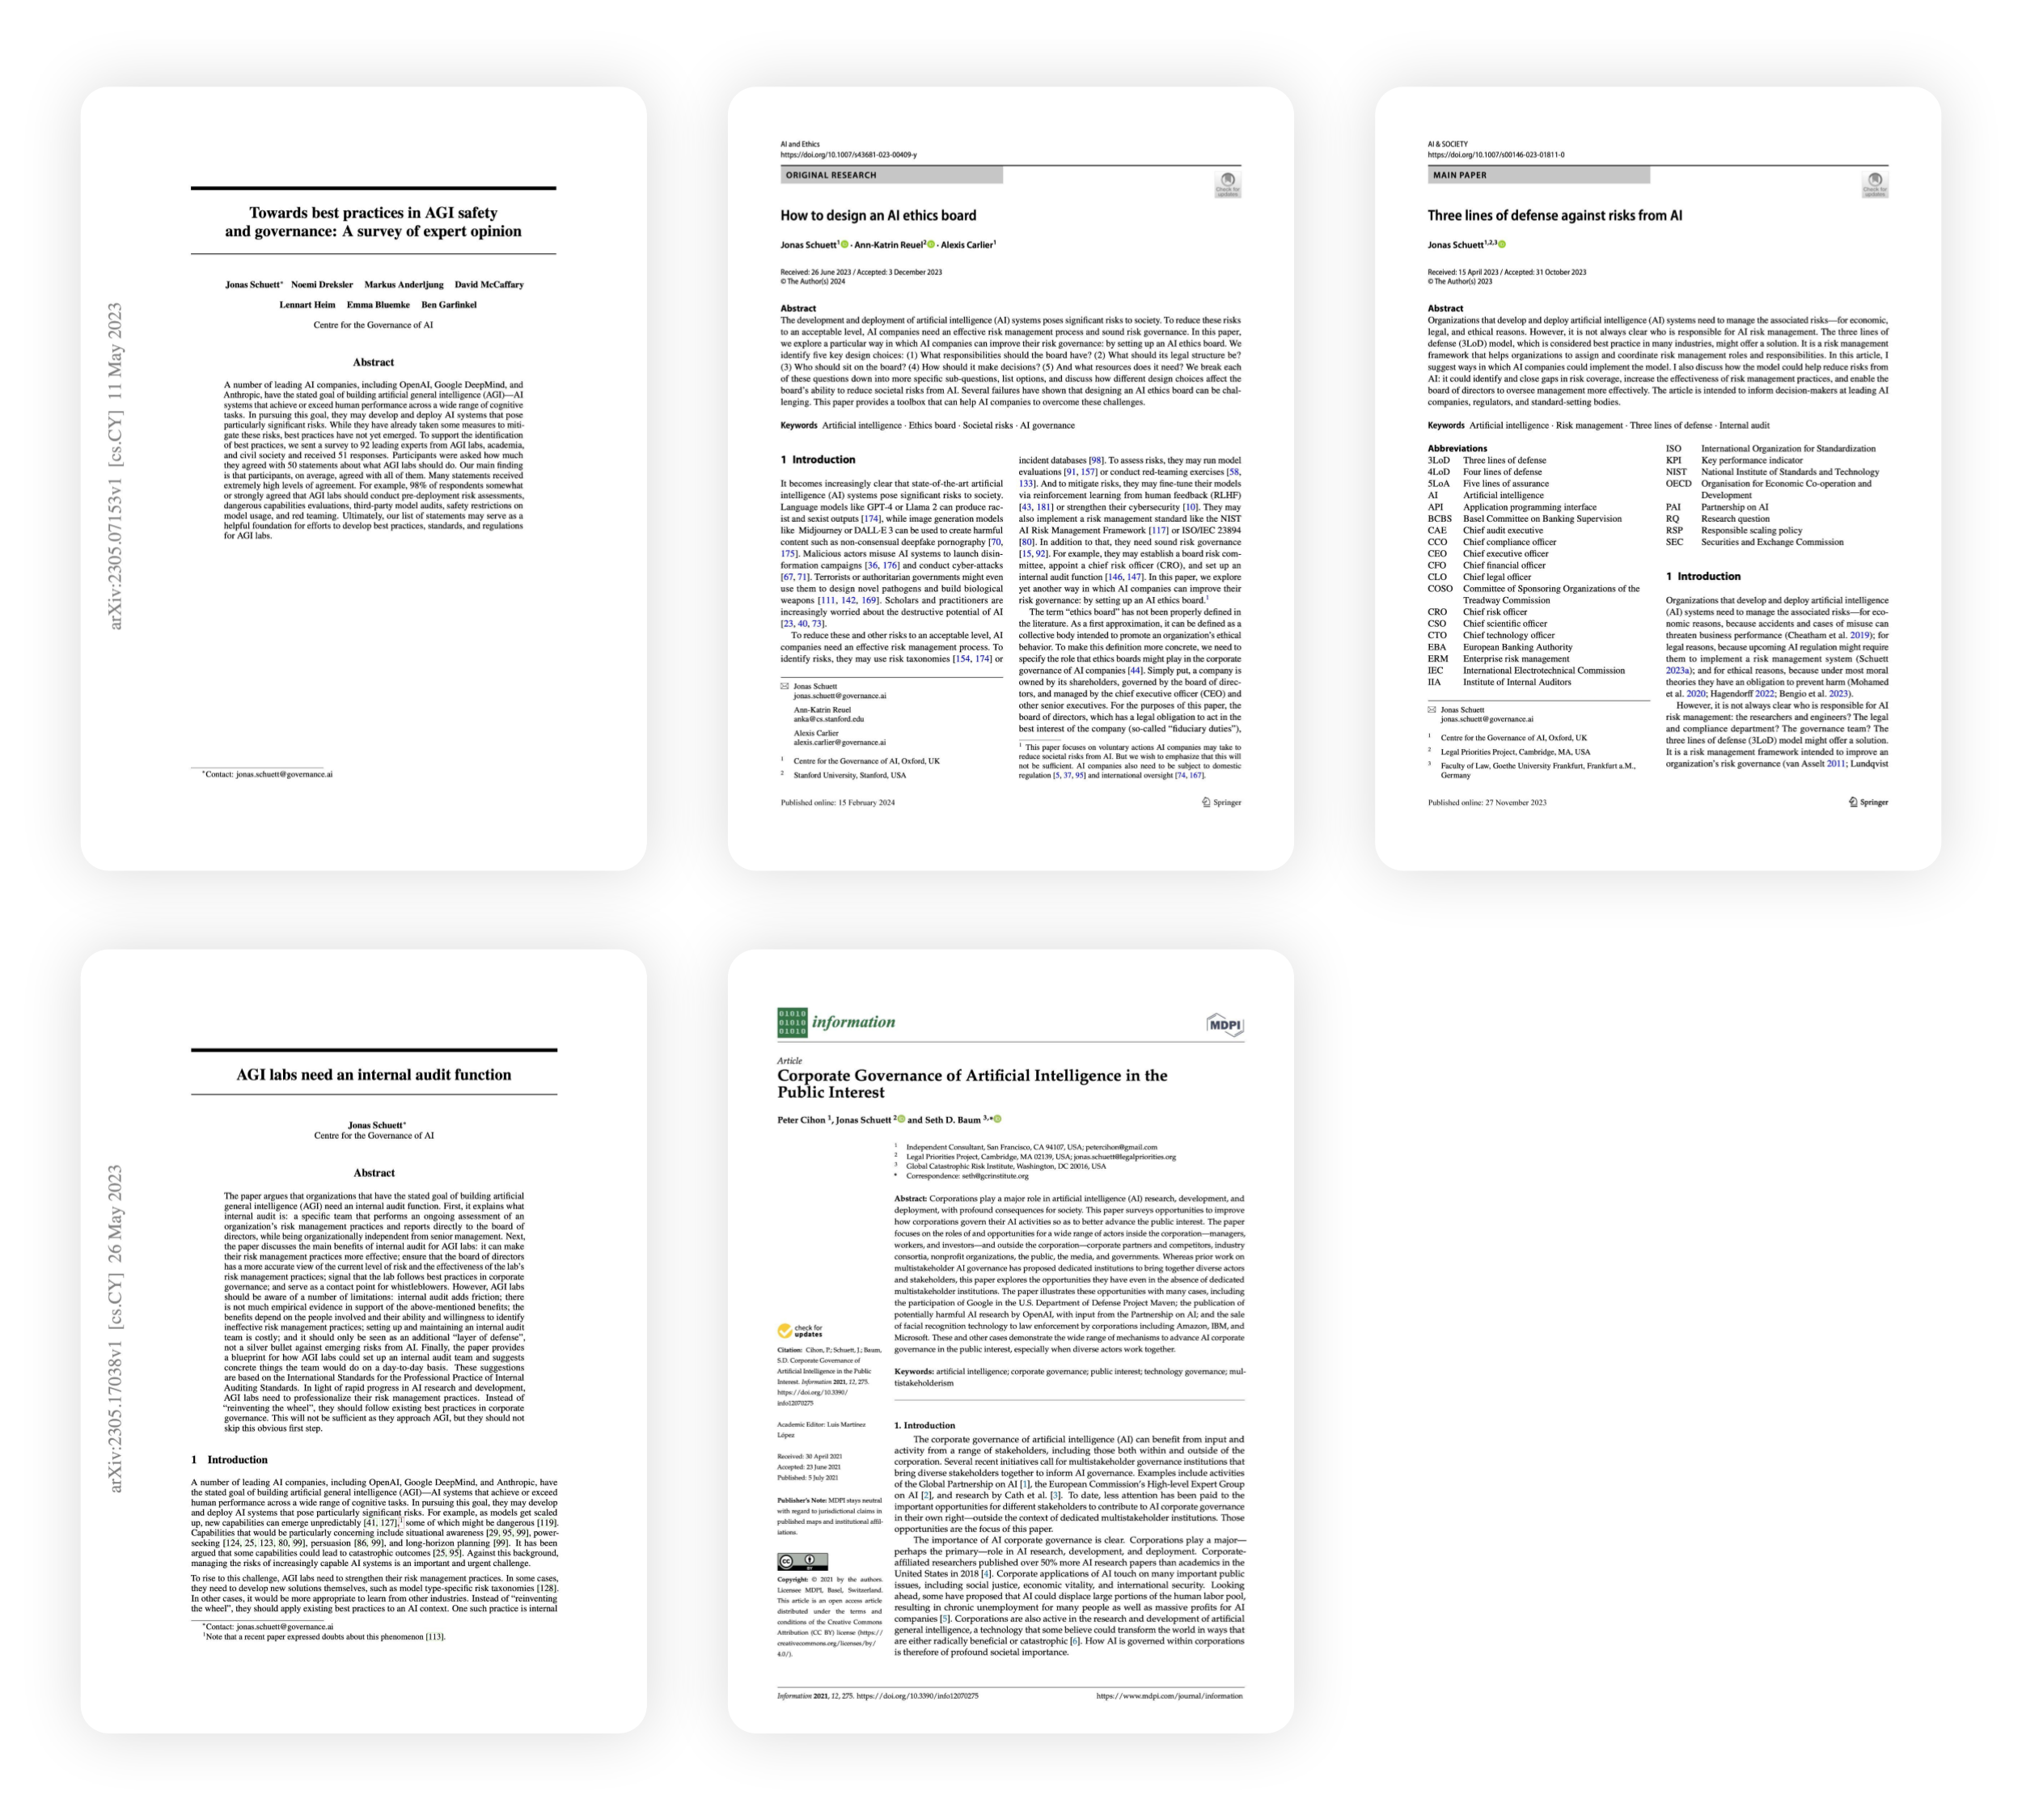 arXiv:2305.07153v1 [cs.CY] 11 May 2023
Towards best practices in AGI safety
and governance: A survey of expert opinion
Jonas Schuett* Noemi Dreksler Markus Anderljung David McCaffary
Lennart Heim Emma Bluemke Ben Garfinkel
Centre for the Governance of AI
Abstract
A number of leading AI companies, including OpenAI, Google DeepMind, and
Anthropic, have the stated goal of building artificial general intelligence (AGI)—AI
systems that achieve or exceed human performance across a wide range of cognitive
tasks. In pursuing this goal, they may develop and deploy AI systems that pose
particularly significant risks. While they have already taken some measures to miti-
gate these risks, best practices have not yet emerged. To support the identification
of best practices, we sent a survey to 92 leading experts from AGI labs, academia,
and civil society and received 51 responses. Participants were asked how much
they agreed with 50 statements about what AGI labs should do. Our main finding
is that participants, on average, agreed with all of them. Many statements received
extremely high levels of agreement. For example, 98% of respondents somewhat
or strongly agreed that AGI labs should conduct pre-deployment risk assessments,
dangerous capabilities evaluations, third-party model audits, safety restrictions on
model usage, and red teaming. Ultimately, our list of statements may serve as a
helpful foundation for efforts to develop best practices, standards, and regulations
for AGI labs.
*Contact: jonas.schuett@governance.ai
AI and Ethics
https://doi.org/10.1007/s43681-023-00409-y
ORIGINAL RESEARCH
Check for
updates
How to design an AI ethics board
Jonas Schuett1 · Ann-Katrin Reuel2 · Alexis Carlier1
Received: 26 June 2023 / Accepted: 3 December 2023
© The Author(s) 2024
Abstract
The development and deployment of artificial intelligence (AI) systems poses significant risks to society. To reduce these risks
to an acceptable level, AI companies need an effective risk management process and sound risk governance. In this paper,
we explore a particular way in which AI companies can improve their risk governance: by setting up an AI ethics board. We
identify five key design choices: (1) What responsibilities should the board have? (2) What should its legal structure be?
(3) Who should sit on the board? (4) How should it make decisions? (5) And what resources does it need? We break each
of these questions down into more specific sub-questions, list options, and discuss how different design choices affect the
board's ability to reduce societal risks from AI. Several failures have shown that designing an AI ethics board can be chal-
lenging. This paper provides a toolbox that can help AI companies to overcome these challenges.
Keywords Artificial intelligence · Ethics board · Societal risks · AI governance
1 Introduction
It becomes increasingly clear that state-of-the-art artificial
intelligence (AI) systems pose significant risks to society.
Language models like GPT-4 or Llama 2 can produce rac-
ist and sexist outputs [174], while image generation models
like Midjourney or DALL-E 3 can be used to create harmful
content such as non-consensual deepfake pornography [70,
175]. Malicious actors misuse AI systems to launch disin-
formation campaigns [36, 176] and conduct cyber-attacks
[67, 71]. Terrorists or authoritarian governments might even
use them to design novel pathogens and build biological
weapons [111, 142, 169]. Scholars and practitioners are
increasingly worried about the destructive potential of AI
[23, 40, 73].
To reduce these and other risks to an acceptable level, AI
companies need an effective risk management process. To
identify risks, they may use risk taxonomies [154, 174] or
Jonas Schuett
jonas.schuett@governance.ai
Ann-Katrin Reuel
anka@cs.stanford.edu
Alexis Carlier
alexis.carlier@governance.ai
1 Centre for the Governance of AI, Oxford, UK
2 Stanford University, Stanford, USA
incident databases [98]. To assess risks, they may run model
evaluations [91, 157] or conduct red-teaming exercises [58,
133]. And to mitigate risks, they may fine-tune their models
via reinforcement learning from human feedback (RLHF)
[43, 181] or strengthen their cybersecurity [10]. They may
also implement a risk management standard like the NIST
AI Risk Management Framework [117] or ISO/IEC 23894
[80]. In addition to that, they need sound risk governance
[15, 92]. For example, they may establish a board risk com-
mittee, appoint a chief risk officer (CRO), and set up an
internal audit function [146, 147]. In this paper, we explore
yet another way in which AI companies can improve their
risk governance: by setting up an AI ethics board.1
The term “ethics board” has not been properly defined in
the literature. As a first approximation, it can be defined as a
collective body intended to promote an organization's ethical
behavior. To make this definition more concrete, we need to
specify the role that ethics boards might play in the corporate
governance of AI companies [44]. Simply put, a company is
owned by its shareholders, governed by the board of direc-
tors, and managed by the chief executive officer (CEO) and
other senior executives. For the purposes of this paper, the
board of directors, which has a legal obligation to act in the
best interest of the company (so-called “fiduciary duties”),
1 This paper focuses on voluntary actions AI companies may take to
reduce societal risks from AI. But we wish to emphasize that this will
not be sufficient. AI companies also need to be subject to domestic
regulation [5, 37, 95] and international oversight [74, 167].
Published online: 15 February 2024
Springer
AI & SOCIETY
https://doi.org/10.1007/s00146-023-01811-0
MAIN PAPER
Check for
updates
Three lines of defense against risks from AI
Jonas Schuett1,2,3
Received: 15 April 2023 / Accepted: 31 October 2023
© The Author(s) 2023
Abstract
Organizations that develop and deploy artificial intelligence (AI) systems need to manage the associated risks—for economic,
legal, and ethical reasons. However, it is not always clear who is responsible for AI risk management. The three lines of
defense (3LoD) model, which is considered best practice in many industries, might offer a solution. It is a risk management
framework that helps organizations to assign and coordinate risk management roles and responsibilities. In this article, I
suggest ways in which AI companies could implement the model. I also discuss how the model could help reduce risks from
AI: it could identify and close gaps in risk coverage, increase the effectiveness of risk management practices, and enable the
board of directors to oversee management more effectively. The article is intended to inform decision-makers at leading AI
companies, regulators, and standard-setting bodies.
Keywords Artificial intelligence · Risk management · Three lines of defense · Internal audit
Abbreviations
3LoD Three lines of defense
4LoD Four lines of defense
5LoA Five lines of assurance
AI Artificial intelligence
API Application programming interface
BCBS Basel Committee on Banking Supervision
CAE Chief audit executive
CCO Chief compliance officer
CEO Chief executive officer
CFO Chief financial officer
CLO Chief legal officer
COSO Committee of Sponsoring Organizations of the
Treadway Commission
CRO Chief risk officer
CSO Chief scientific officer
CTO Chief technology officer
EBA European Banking Authority
ERM Enterprise risk management
IEC International Electrotechnical Commission
IIA Institute of Internal Auditors
Jonas Schuett
jonas.schuett@governance.ai
1 Centre for the Governance of AI, Oxford, UK
2 Legal Priorities Project, Cambridge, MA, USA
3 Faculty of Law, Goethe University Frankfurt, Frankfurt a.M.,
Germany
ISO International Organization for Standardization
KPI Key performance indicator
NIST National Institute of Standards and Technology
OECD Organisation for Economic Co-operation and
Development
PAI Partnership on AI
RQ Research question
RSP Responsible scaling policy
SEC Securities and Exchange Commission
1 Introduction
Organizations that develop and deploy artificial intelligence
(AI) systems need to manage the associated risks—for eco-
nomic reasons, because accidents and cases of misuse can
threaten business performance (Cheatham et al. 2019); for
legal reasons, because upcoming AI regulation might require
them to implement a risk management system (Schuett
2023a); and for ethical reasons, because under most moral
theories they have an obligation to prevent harm (Mohamed
et al. 2020; Hagendorff 2022; Bengio et al. 2023).
However, it is not always clear who is responsible for AI
risk management: the researchers and engineers? The legal
and compliance department? The governance team? The
three lines of defense (3LoD) model might offer a solution.
It is a risk management framework intended to improve an
organization's risk governance (van Asselt 2011; Lundqvist
Published online: 27 November 2023
Springer
arXiv:2305.17038v1 [cs.CY] 26 May 2023
AGI labs need an internal audit function
Jonas Schuett*
Centre for the Governance of AI
Abstract
The paper argues that organizations that have the stated goal of building artificial
general intelligence (AGI) need an internal audit function. First, it explains what
internal audit is: a specific team that performs an ongoing assessment of an
organization's risk management practices and reports directly to the board of
directors, while being organizationally independent from senior management. Next,
the paper discusses the main benefits of internal audit for AGI labs: it can make
their risk management practices more effective; ensure that the board of directors
has a more accurate view of the current level of risk and the effectiveness of the lab's
risk management practices; signal that the lab follows best practices in corporate
governance; and serve as a contact point for whistleblowers. However, AGI labs
should be aware of a number of limitations: internal audit adds friction; there
is not much empirical evidence in support of the above-mentioned benefits; the
benefits depend on the people involved and their ability and willingness to identify
ineffective risk management practices; setting up and maintaining an internal audit
team is costly; and it should only be seen as an additional “layer of defense”,
not a silver bullet against emerging risks from AI. Finally, the paper provides
a blueprint for how AGI labs could set up an internal audit team and suggests
concrete things the team would do on a day-to-day basis. These suggestions
are based on the International Standards for the Professional Practice of Internal
Auditing Standards. In light of rapid progress in AI research and development,
AGI labs need to professionalize their risk management practices. Instead of
“reinventing the wheel”, they should follow existing best practices in corporate
governance. This will not be sufficient as they approach AGI, but they should not
skip this obvious first step.
1 Introduction
A number of leading AI companies, including OpenAI, Google DeepMind, and Anthropic, have
the stated goal of building artificial general intelligence (AGI)—AI systems that achieve or exceed
human performance across a wide range of cognitive tasks. In pursuing this goal, they may develop
and deploy AI systems that pose particularly significant risks. For example, as models get scaled
up, new capabilities can emerge unpredictably [41, 127],1 some of which might be dangerous [119].
Capabilities that would be particularly concerning include situational awareness [29, 95, 99], power-
seeking [124, 25, 123, 80, 99], persuasion [86, 99], and long-horizon planning [99]. It has been
argued that some capabilities could lead to catastrophic outcomes [25, 95]. Against this background,
managing the risks of increasingly capable AI systems is an important and urgent challenge.
To rise to this challenge, AGI labs need to strengthen their risk management practices. In some cases,
they need to develop new solutions themselves, such as model type-specific risk taxonomies [128].
In other cases, it would be more appropriate to learn from other industries. Instead of “reinventing
the wheel”, they should apply existing best practices to an AI context. One such practice is internal
*Contact: jonas.schuett@governance.ai
1Note that a recent paper expressed doubts about this phenomenon [113].
01010
01010
01010
information
MDPI
Article
Corporate Governance of Artificial Intelligence in the
Public Interest
Peter Cihon 1, Jonas Schuett 2 and Seth D. Baum 3,*
1 Independent Consultant, San Francisco, CA 94107, USA; petercihon@gmail.com
2 Legal Priorities Project, Cambridge, MA 02139, USA; jonas.schuett@legalpriorities.org
3 Global Catastrophic Risk Institute, Washington, DC 20016, USA
* Correspondence: seth@gcrinstitute.org
Abstract: Corporations play a major role in artificial intelligence (AI) research, development, and
deployment, with profound consequences for society. This paper surveys opportunities to improve
how corporations govern their AI activities so as to better advance the public interest. The paper
focuses on the roles of and opportunities for a wide range of actors inside the corporation—managers,
workers, and investors—and outside the corporation—corporate partners and competitors, industry
consortia, nonprofit organizations, the public, the media, and governments. Whereas prior work on
multistakeholder AI governance has proposed dedicated institutions to bring together diverse actors
and stakeholders, this paper explores the opportunities they have even in the absence of dedicated
multistakeholder institutions. The paper illustrates these opportunities with many cases, including
the participation of Google in the U.S. Department of Defense Project Maven; the publication of
potentially harmful AI research by OpenAI, with input from the Partnership on AI; and the sale
of facial recognition technology to law enforcement by corporations including Amazon, IBM, and
Microsoft. These and other cases demonstrate the wide range of mechanisms to advance AI corporate
governance in the public interest, especially when diverse actors work together.
Keywords: artificial intelligence; corporate governance; public interest; technology governance; mul-
tistakeholderism
check for
updates
Citation: Cihon, P.; Schuett, J.; Baum,
S.D. Corporate Governance of
Artificial Intelligence in the Public
Interest. Information 2021, 12, 275.
https://doi.org/10.3390/
info12070275
Academic Editor: Luis Martínez
López
Received: 30 April 2021
Accepted: 23 June 2021
Published: 5 July 2021
Publisher's Note: MDPI stays neutral
with regard to jurisdictional claims in
published maps and institutional affil-
iations.
cc
BY
Copyright: © 2021 by the authors.
Licensee MDPI, Basel, Switzerland.
This article is an open access article
distributed under the terms and
conditions of the Creative Commons
Attribution (CC BY) license (https://
creativecommons.org/licenses/by/
4.0/).
1. Introduction
The corporate governance of artificial intelligence (AI) can benefit from input and
activity from a range of stakeholders, including those both within and outside of the
corporation. Several recent initiatives call for multistakeholder governance institutions that
bring diverse stakeholders together to inform AI governance. Examples include activities
of the Global Partnership on AI [1], the European Commission's High-level Expert Group
on AI [2], and research by Cath et al. [3]. To date, less attention has been paid to the
important opportunities for different stakeholders to contribute to AI corporate governance
in their own right—outside the context of dedicated multistakeholder institutions. Those
opportunities are the focus of this paper.
The importance of AI corporate governance is clear. Corporations play a major—
perhaps the primary—role in AI research, development, and deployment. Corporate-
affiliated researchers published over 50% more AI research papers than academics in the
United States in 2018 [4]. Corporate applications of AI touch on many important public
issues, including social justice, economic vitality, and international security. Looking
ahead, some have proposed that AI could displace large portions of the human labor pool,
resulting in chronic unemployment for many people as well as massive profits for AI
companies [5]. Corporations are also active in the research and development of artificial
general intelligence, a technology that some believe could transform the world in ways that
are either radically beneficial or catastrophic [6]. How AI is governed within corporations
is therefore of profound societal importance.
Information 2021, 12, 275. https://doi.org/10.3390/info12070275
https://www.mdpi.com/journal/information